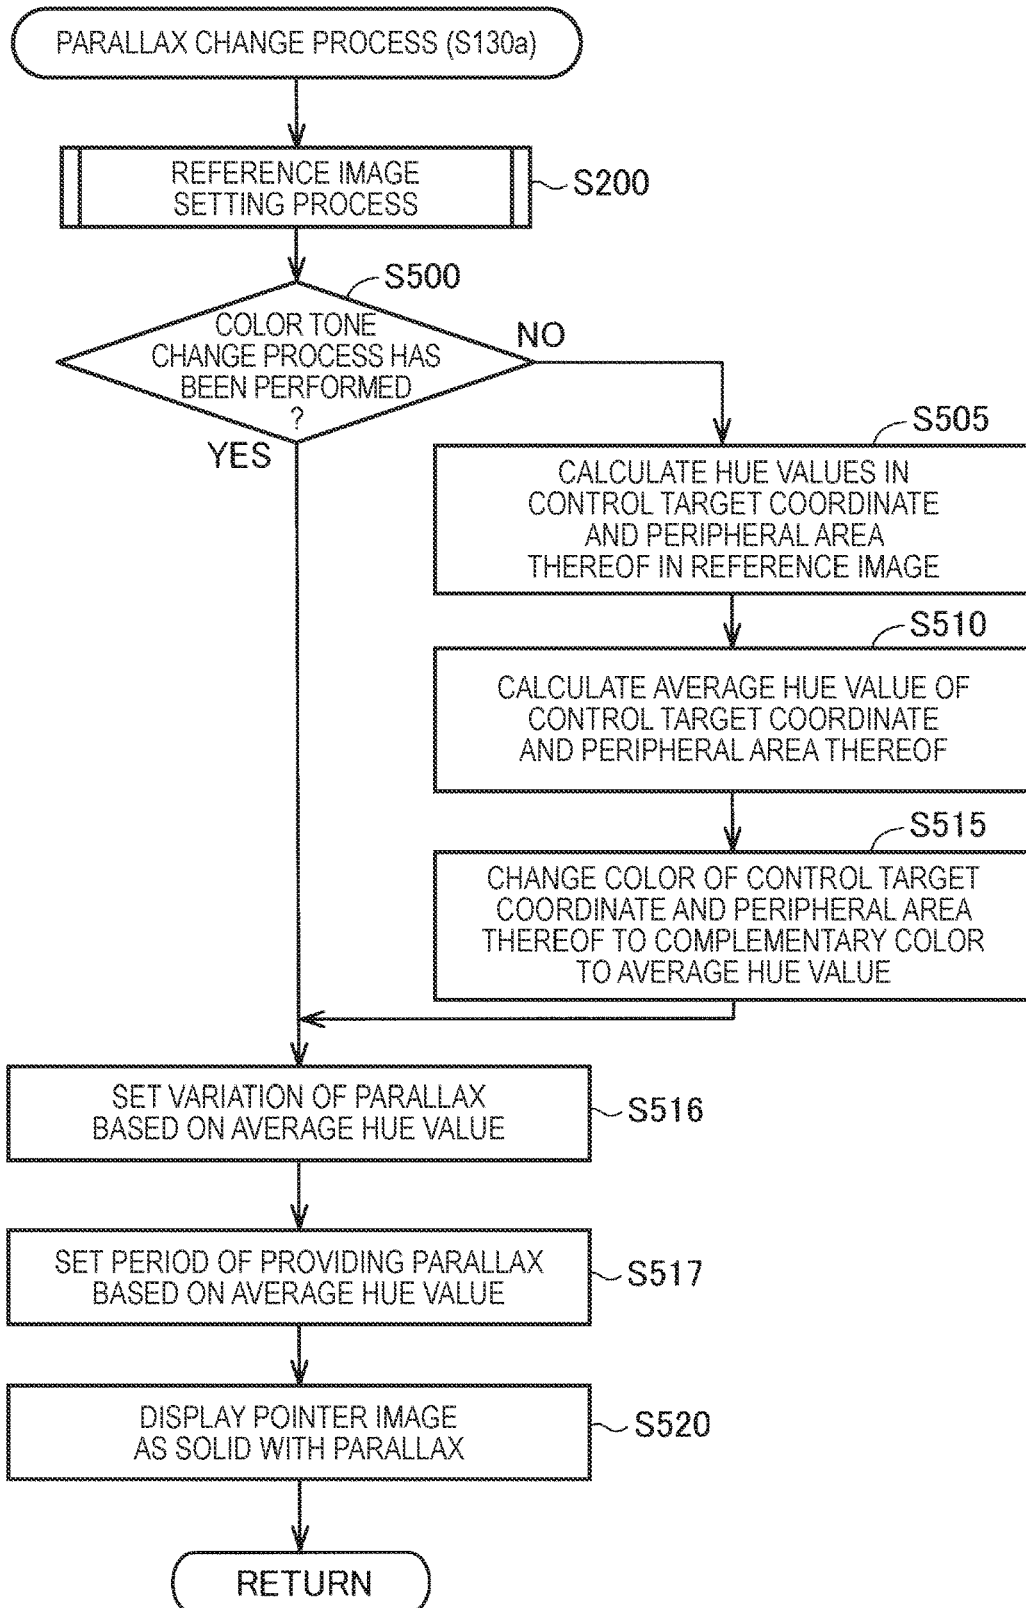 PARALLAX CHANGE PROCESS (S130a)
REFERENCE IMAGE
SETTING PROCESS
S200
S500
COLOR TONE
CHANGE PROCESS HAS
BEEN PERFORMED
?
NO
YES
S505
CALCULATE HUE VALUES IN
CONTROL TARGET COORDINATE
AND PERIPHERAL AREA
THEREOF IN REFERENCE IMAGE
S510
CALCULATE AVERAGE HUE VALUE OF
CONTROL TARGET COORDINATE
AND PERIPHERAL AREA THEREOF
S515
CHANGE COLOR OF CONTROL TARGET
COORDINATE AND PERIPHERAL AREA
THEREOF TO COMPLEMENTARY COLOR
TO AVERAGE HUE VALUE
SET VARIATION OF PARALLAX
BASED ON AVERAGE HUE VALUE
S516
SET PERIOD OF PROVIDING PARALLAX
BASED ON AVERAGE HUE VALUE
S517
DISPLAY POINTER IMAGE
AS SOLID WITH PARALLAX
S520
RETURN